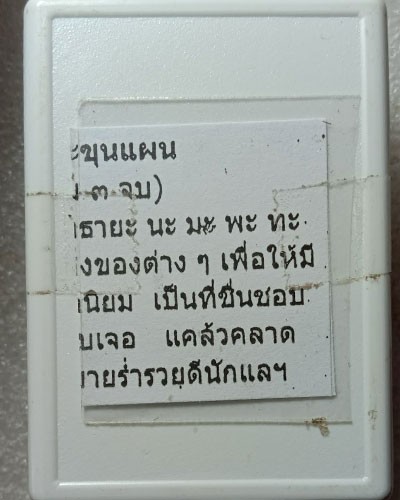 ขุนแผน
๓ จบ)
ธายะ นะ มะ พะ ทะ
งของต่าง ๆ เพื่อให้มี
นิยม เป็นที่ชื่นชอบ
บเจอ แคล้วคลาด
ายร่ำรวยดีนักแลฯ